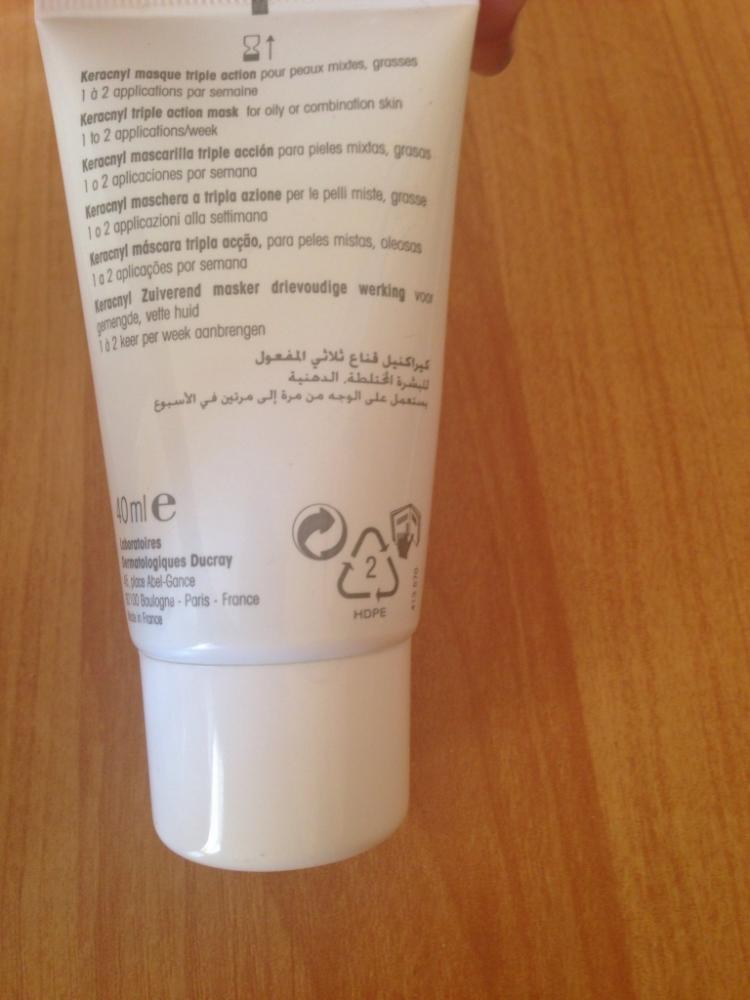 Keracnyl masque triple action pour peaux mixtes, grasses
1 à 2 applications par semaine
Keracnyl triple action mask for oily or combination skin
1 to 2 applications/week
Keracnyl mascarilla triple acción para pieles mixtas, grasas
1 o 2 aplicaciones por semana
Keracnyl maschera a tripla azione per le pelli miste, grasse
1 o 2 applicazioni alla settimana
Keracnyl máscara tripla acção, para peles mistas, oleosas
1 a 2 aplicações por semana
Keracnyl Zuiverend masker drievoudige werking voor
gemengde, vette huid
1 à 2 keer per week aanbrengen
كيراكنيل قناع ثلاثي المفعول
للبشرة المختلطة، الدهنية
يستعمل على الوجه من مرة إلى مرتين في الأسبوع
40 ml e
Laboratoires
Dermatologiques Ducray
place Abel-Gance
Boulogne - Paris - France
Made in France
2
HDPE